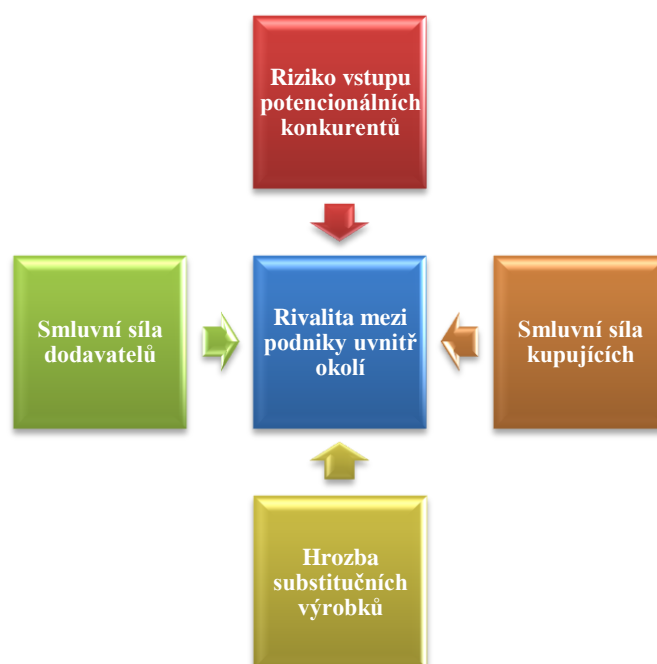 Riziko vstupu
potencionálních
konkurentů
Smluvní síla
dodavatelů
Rivalita mezi
podniky uvnitř
okolí
Smluvní síla
kupujících
Hrozba
substitučních
výrobků